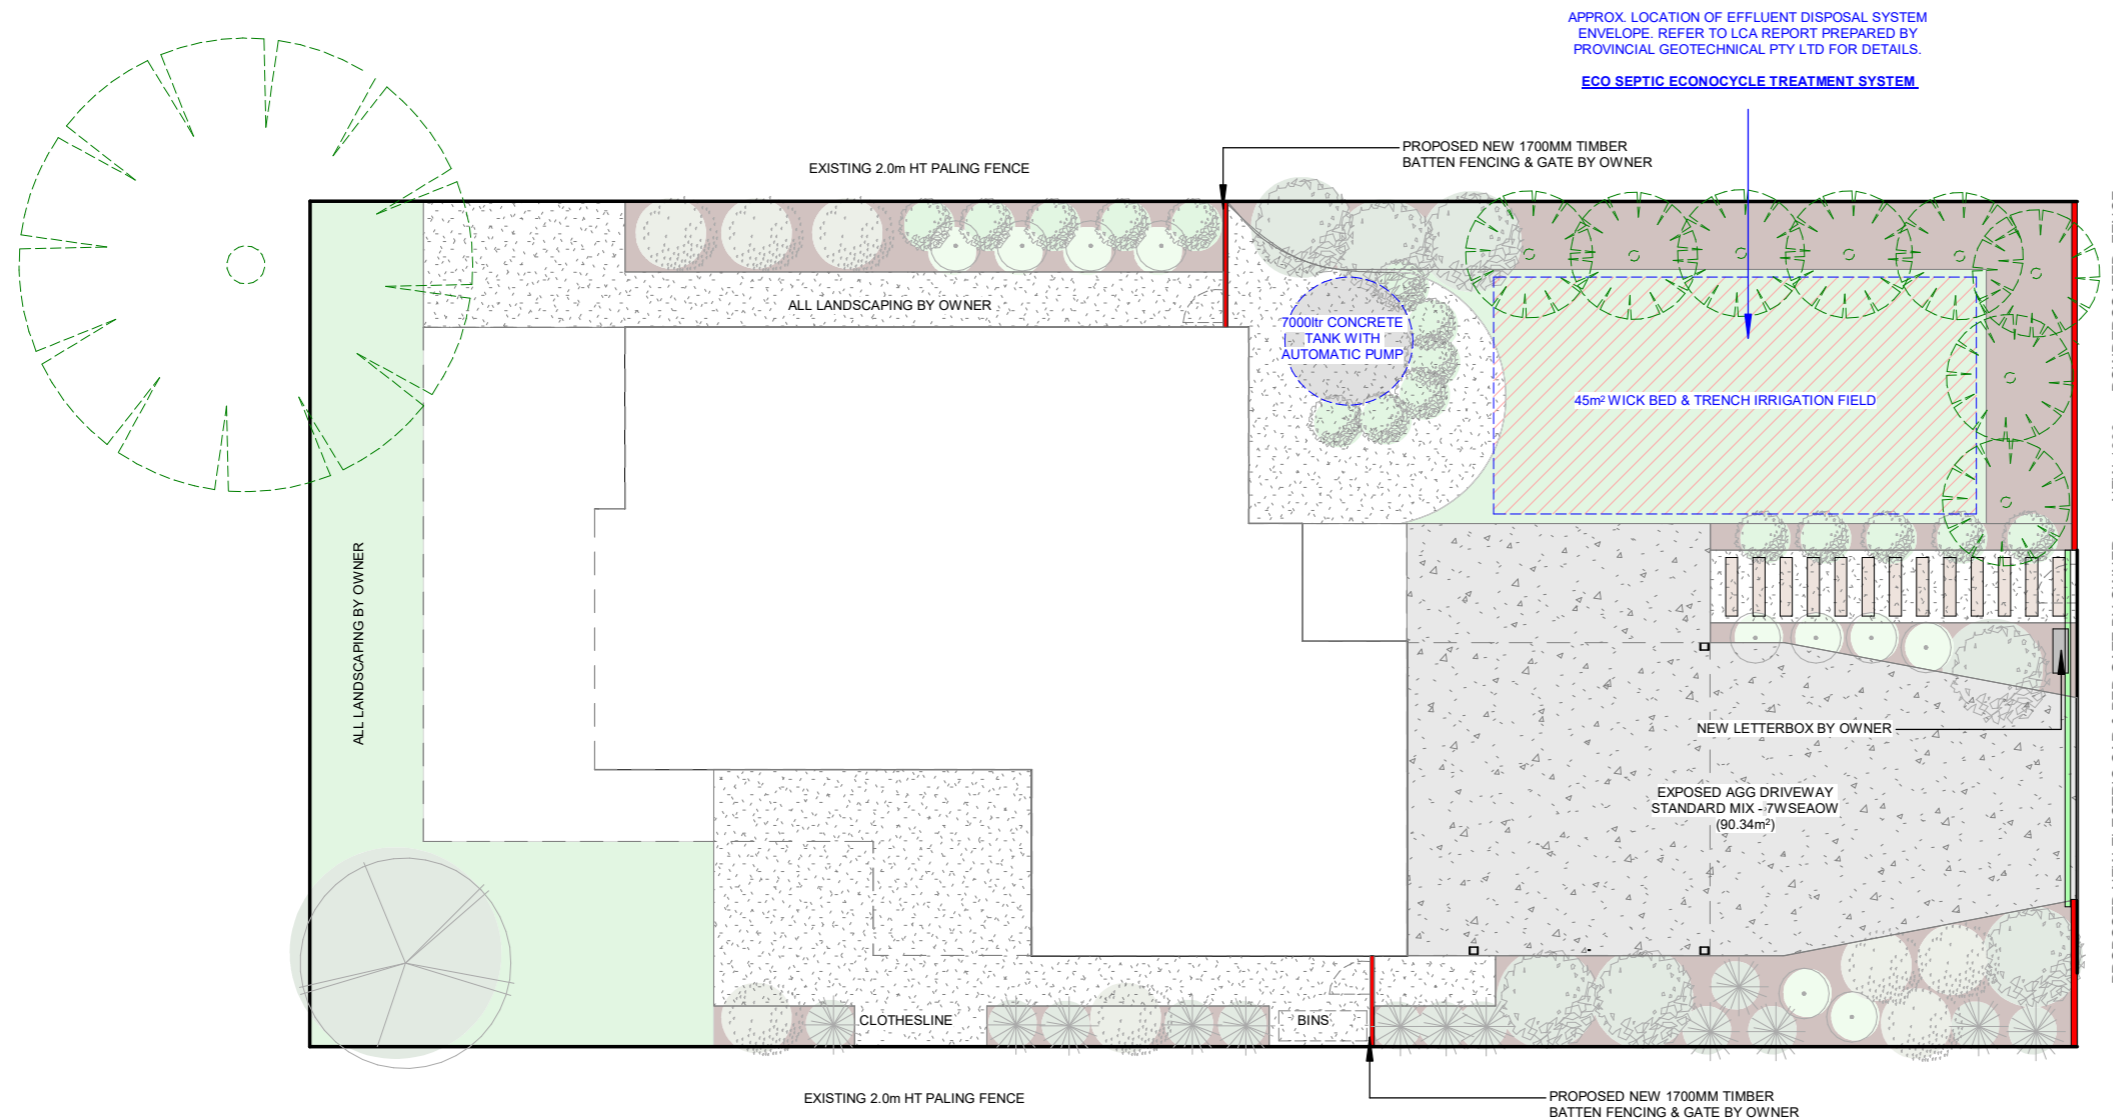 APPROX. LOCATION OF EFFLUENT DISPOSAL SYSTEM
ENVELOPE. REFER TO LCA REPORT PREPARED BY
PROVINCIAL GEOTECHNICAL PTY LTD FOR DETAILS.
ECO SEPTIC ECONOCYCLE TREATMENT SYSTEM
PROPOSED NEW 1700MM TIMBER
BATTEN FENCING & GATE BY OWNER
EXISTING 2.0m HT PALING FENCE
ALL LANDSCAPING BY OWNER
7000ltr CONCRETE
TANK WITH
AUTOMATIC PUMP
45m² WICK BED & TRENCH IRRIGATION FIELD
ALL LANDSCAPING BY OWNER
NEW LETTERBOX BY OWNER
EXPOSED AGG DRIVEWAY
STANDARD MIX - 7WSEAOW
(90.34m²)
CLOTHESLINE
BINS
EXISTING 2.0m HT PALING FENCE
PROPOSED NEW 1700MM TIMBER
BATTEN FENCING & GATE BY OWNER